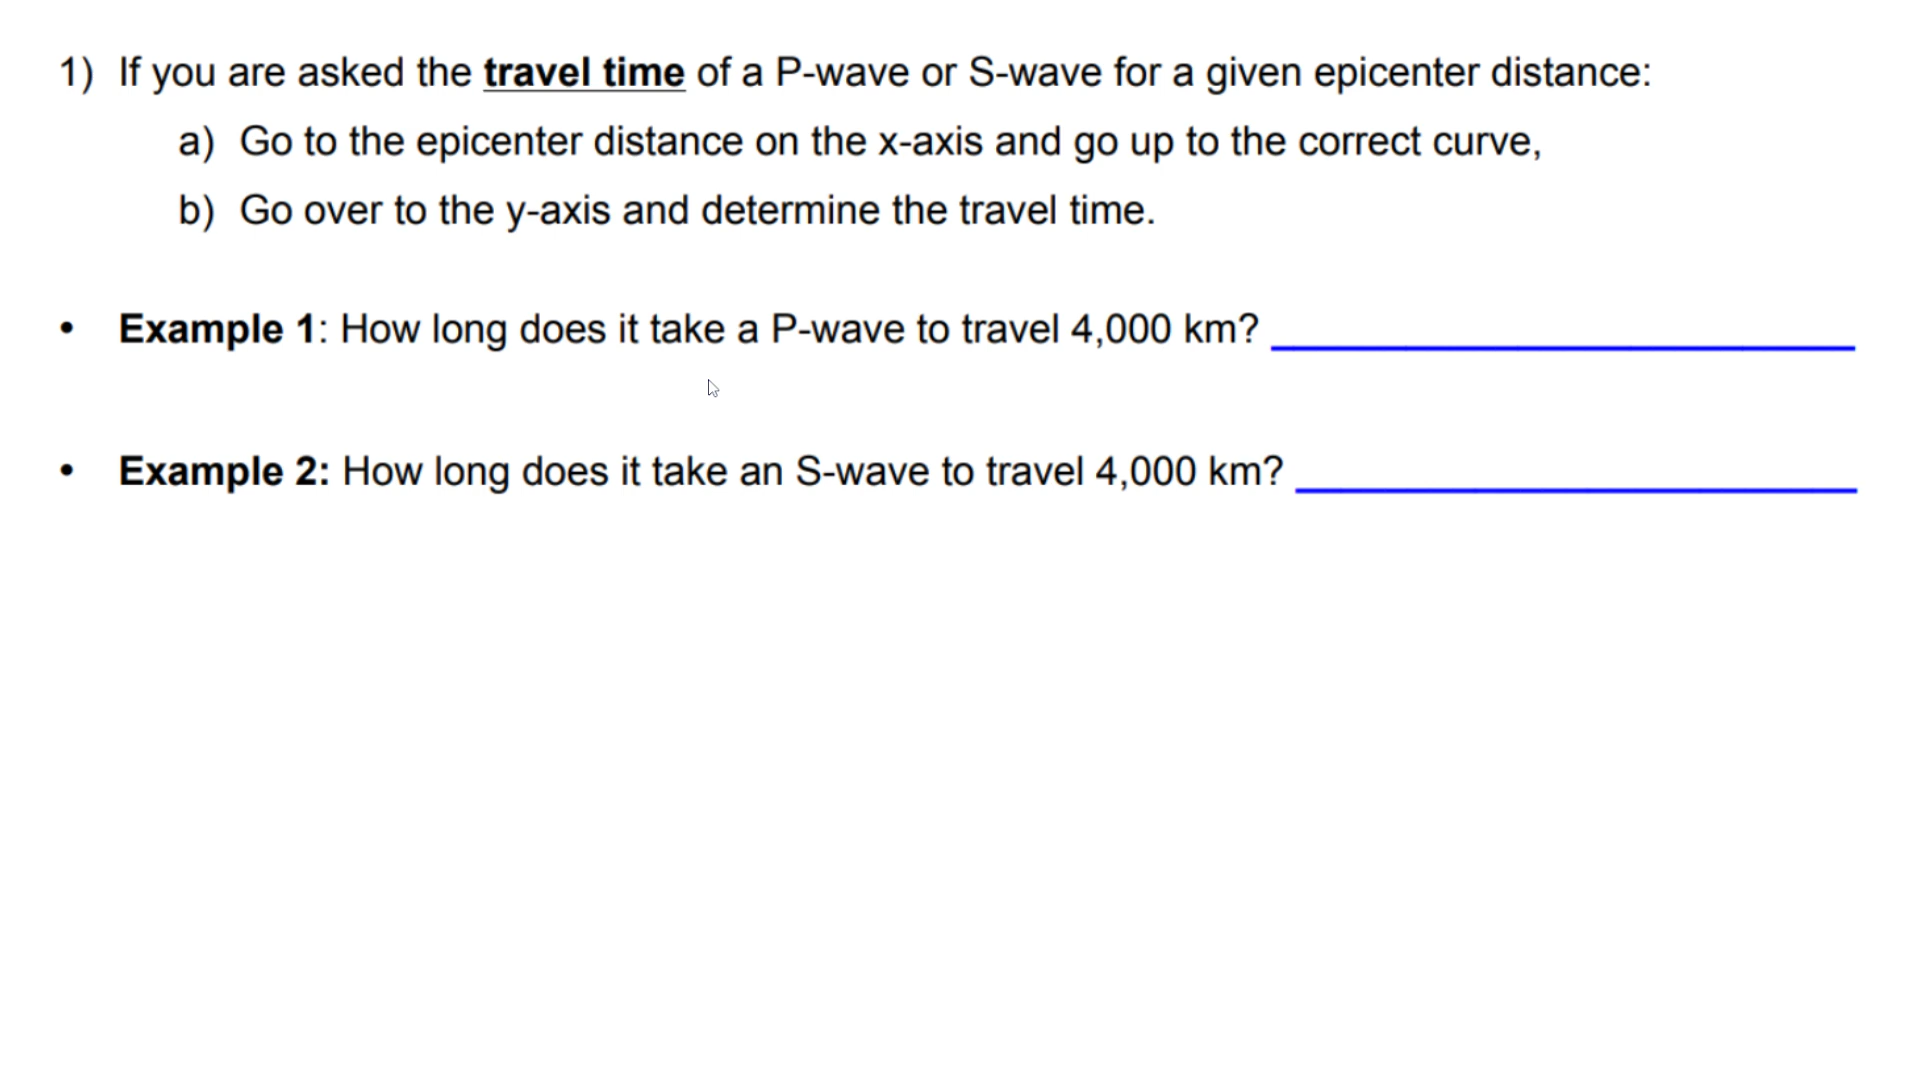 1) If you are asked the travel time of a P-wave or S-wave for a given epicenter distance:
a) Go to the epicenter distance on the x-axis and go up to the correct curve,
b) Go over to the y-axis and determine the travel time.
• Example 1: How long does it take a P-wave to travel 4,000 km? ____________________
• Example 2: How long does it take an S-wave to travel 4,000 km? ____________________